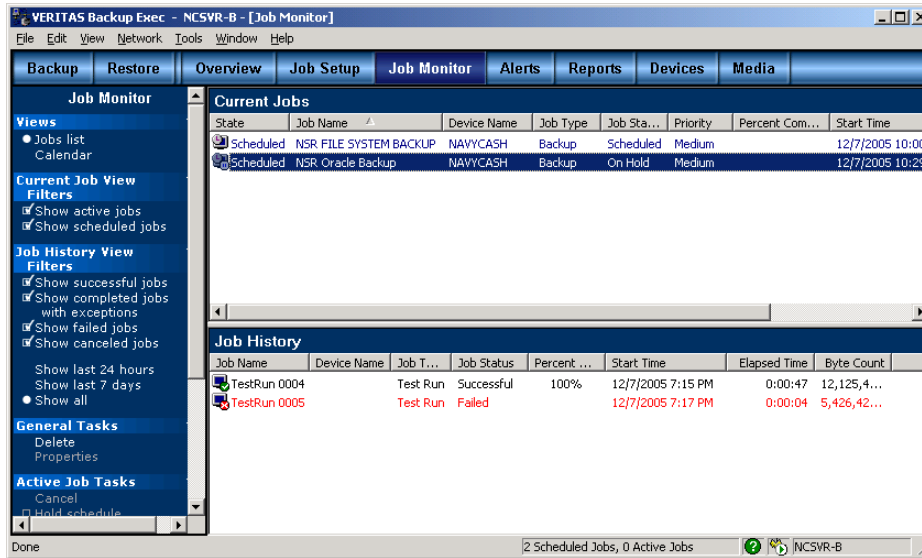 VERITAS Backup Exec - NCSVR-B - [Job Monitor]
File Edit View Network Tools Window Help
Backup Restore Overview Job Setup Job Monitor Alerts Reports Devices Media
Job Monitor
Views
Jobs list
Calendar
Current Job View
Filters
Show active jobs
Show scheduled jobs
Job History View
Filters
Show successful jobs
Show completed jobs
with exceptions
Show failed jobs
Show canceled jobs
Show last 24 hours
Show last 7 days
Show all
General Tasks
Delete
Properties
Active Job Tasks
Cancel
Hold schedule
Current Jobs
State Job Name Device Name Job Type Job Sta... Priority Percent Com... Start Time
Scheduled NSR FILE SYSTEM BACKUP NAVYCASH Backup Scheduled Medium 12/7/2005 10:00
Scheduled NSR Oracle Backup NAVYCASH Backup On Hold Medium 12/7/2005 10:29
Job History
Job Name Device Name Job T... Job Status Percent ... Start Time Elapsed Time Byte Count
TestRun 0004 Test Run Successful 100% 12/7/2005 7:15 PM 0:00:47 12,125,4...
TestRun 0005 Test Run Failed 12/7/2005 7:17 PM 0:00:04 5,426,42...
Done 2 Scheduled Jobs, 0 Active Jobs NCSVR-B